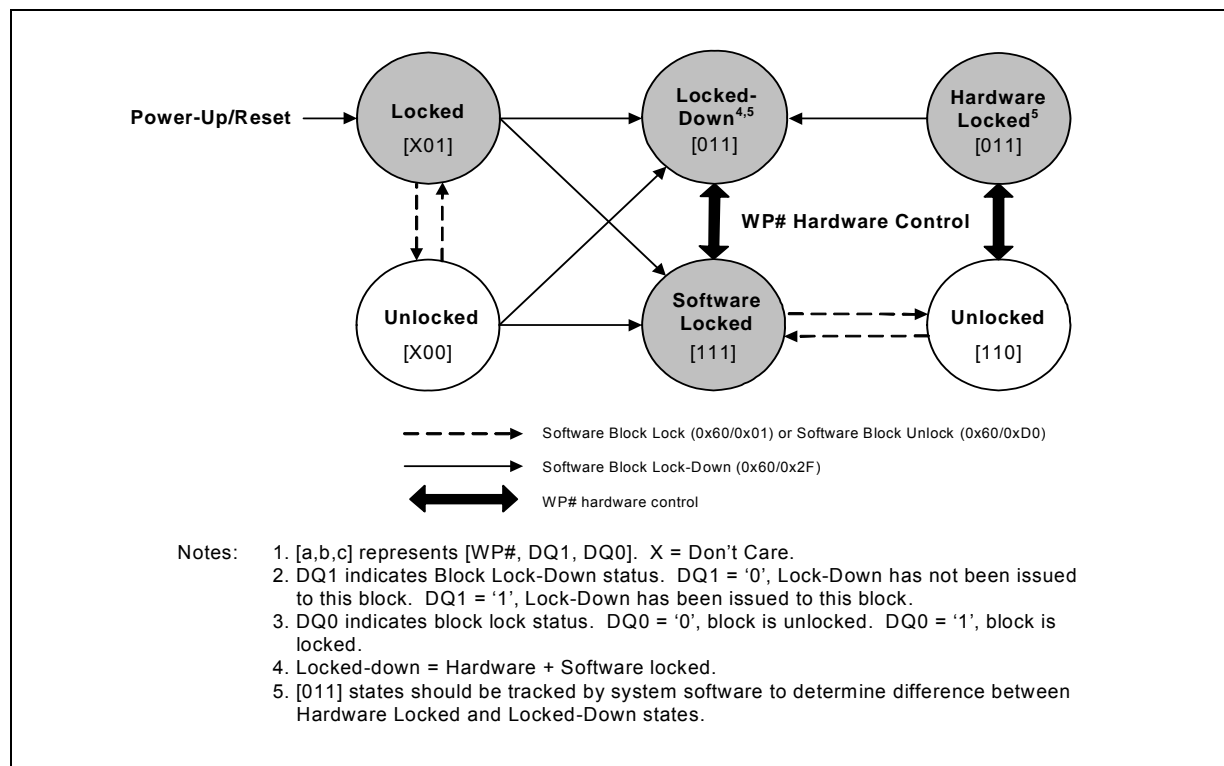 Power-Up/Reset
Locked
[X01]
Locked-
Down4,5
[011]
Hardware
Locked5
[011]
WP# Hardware Control
Unlocked
[X00]
Software
Locked
[111]
Unlocked
[110]
Software Block Lock (0x60/0x01) or Software Block Unlock (0x60/0xD0)
Software Block Lock-Down (0x60/0x2F)
WP# hardware control
Notes: 1. [a,b,c] represents [WP#, DQ1, DQ0]. X = Don't Care.
2. DQ1 indicates Block Lock-Down status. DQ1 = '0', Lock-Down has not been issued
to this block. DQ1 = '1', Lock-Down has been issued to this block.
3. DQ0 indicates block lock status. DQ0 = '0', block is unlocked. DQ0 = '1', block is
locked.
4. Locked-down = Hardware + Software locked.
5. [011] states should be tracked by system software to determine difference between
Hardware Locked and Locked-Down states.